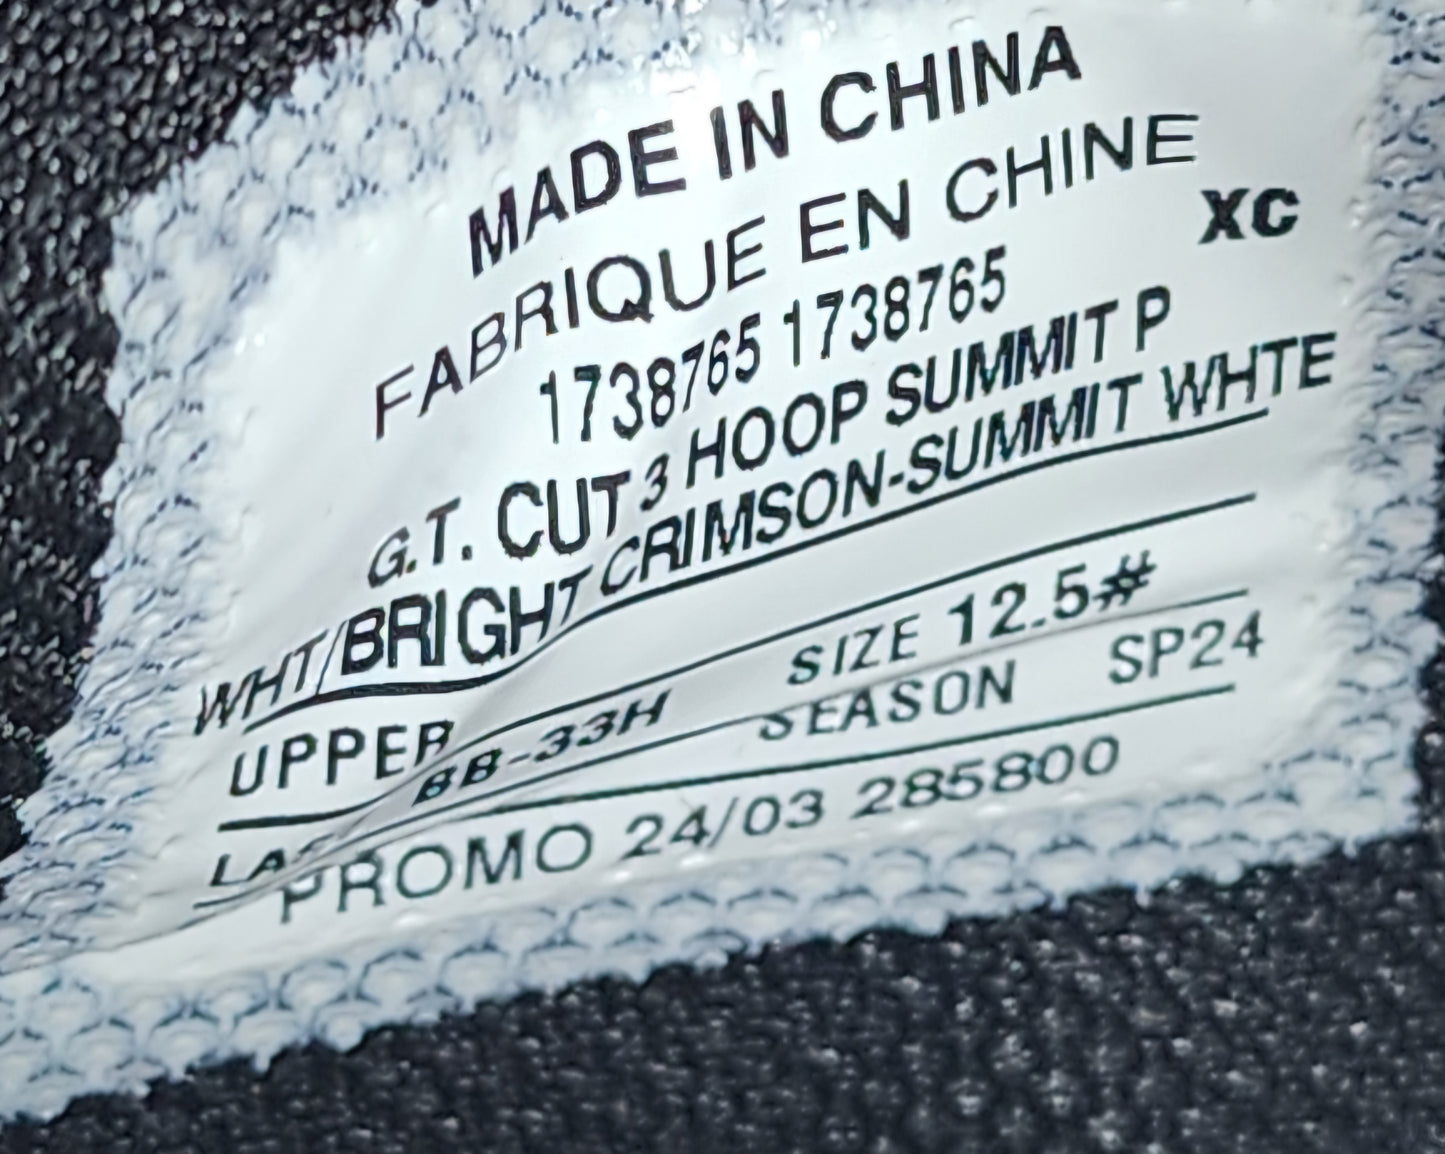 MADE IN CHINA
FABRIQUE EN CHINE
XC
1738765 1738765
G.T. CUT 3 HOOP SUMMIT P
WHT/BRIGHT CRIMSON-SUMMIT WHTE
UPPER SIZE 12.5#
BB-33H SEASON SP24
PROMO 24/03 285800